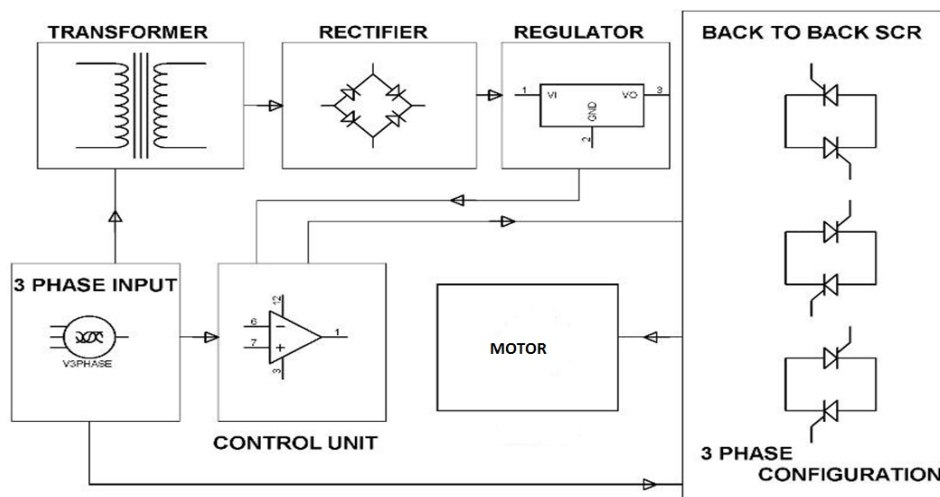 TRANSFORMER
RECTIFIER
REGULATOR
BACK TO BACK SCR
1
VI
VO
3
GND
2
3 PHASE INPUT
V3PHASE
12
6
7
1
3
CONTROL UNIT
MOTOR
3 PHASE
CONFIGURATION